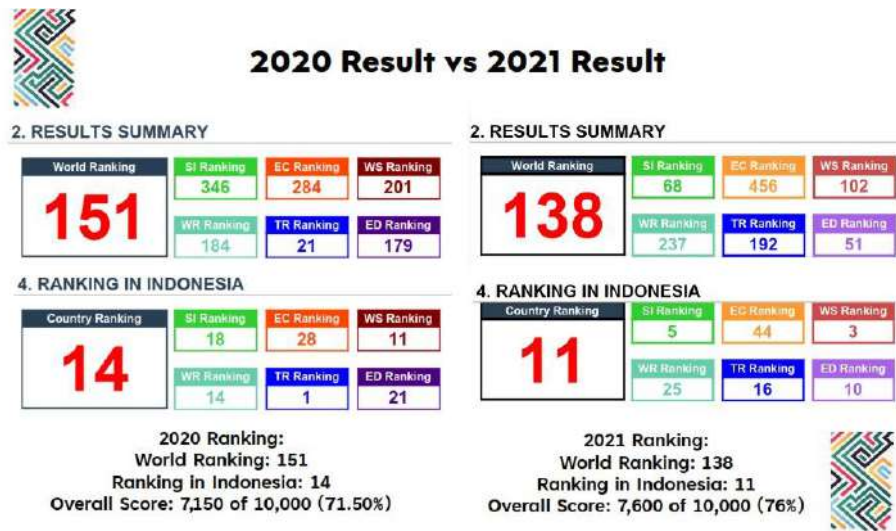 2020 Result vs 2021 Result
2. RESULTS SUMMARY
World Ranking
151
SI Ranking
346
EC Ranking
284
WS Ranking
201
WR Ranking
184
TR Ranking
21
ED Ranking
179
4. RANKING IN INDONESIA
Country Ranking
14
SI Ranking
18
EC Ranking
28
WS Ranking
11
WR Ranking
14
TR Ranking
1
ED Ranking
21
2020 Ranking:
World Ranking: 151
Ranking in Indonesia: 14
Overall Score: 7,150 of 10,000 (71.50%)
2. RESULTS SUMMARY
World Ranking
138
SI Ranking
68
EC Ranking
456
WS Ranking
102
WR Ranking
237
TR Ranking
192
ED Ranking
51
4. RANKING IN INDONESIA
Country Ranking
11
SI Ranking
5
EC Ranking
44
WS Ranking
3
WR Ranking
25
TR Ranking
16
ED Ranking
10
2021 Ranking:
World Ranking: 138
Ranking in Indonesia: 11
Overall Score: 7,600 of 10,000 (76%)